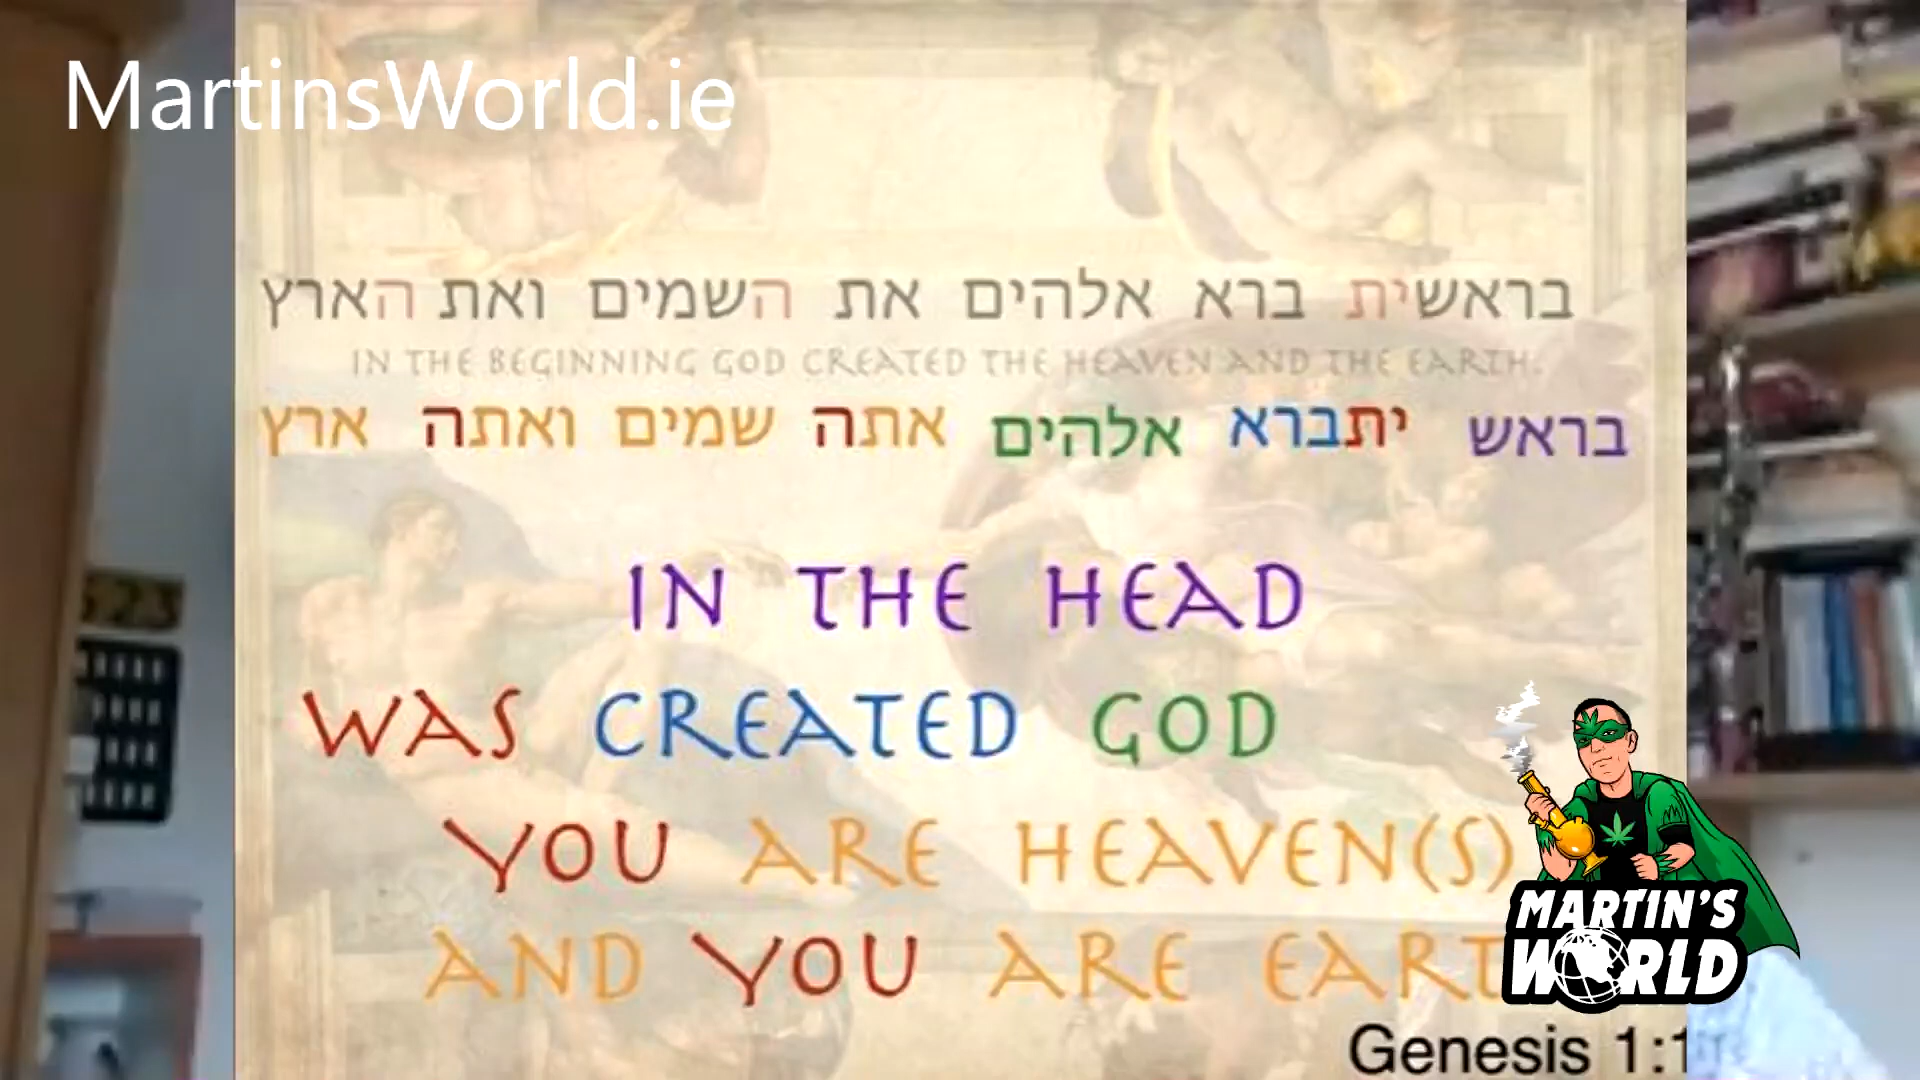 MartinsWorld.ie
בראשית ברא אלהים את השמים ואת הארץ
IN THE BEGINNING GOD CREATED THE HEAVEN AND THE EARTH.
בראש יתברא אלהים אתה שמים ואתה ארץ
IN THE HEAD
WAS CREATED GOD
YOU ARE HEAVEN(S)
AND YOU ARE
MARTIN'S
WORLD
Genesis 1:1
523